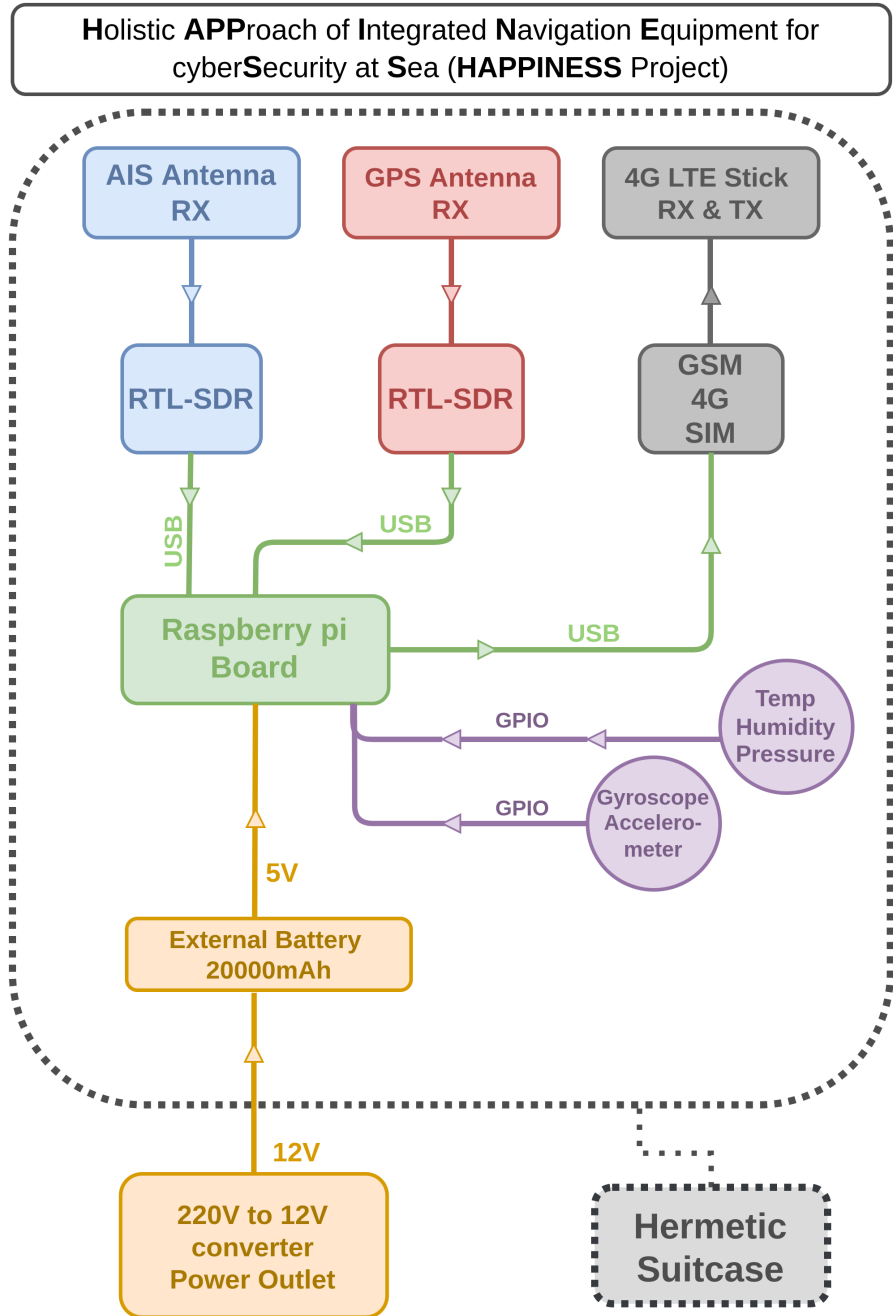 Holistic APProach of Integrated Navigation Equipment for
cyberSecurity at Sea (HAPPINESS Project)
AIS Antenna
RX
GPS Antenna
RX
4G LTE Stick
RX & TX
RTL-SDR
RTL-SDR
GSM
4G
SIM
USB
USB
Raspberry pi
Board
USB
Temp
Humidity
Pressure
GPIO
Gyroscope
Accelero-
meter
GPIO
5V
External Battery
20000mAh
12V
220V to 12V
converter
Power Outlet
Hermetic
Suitcase